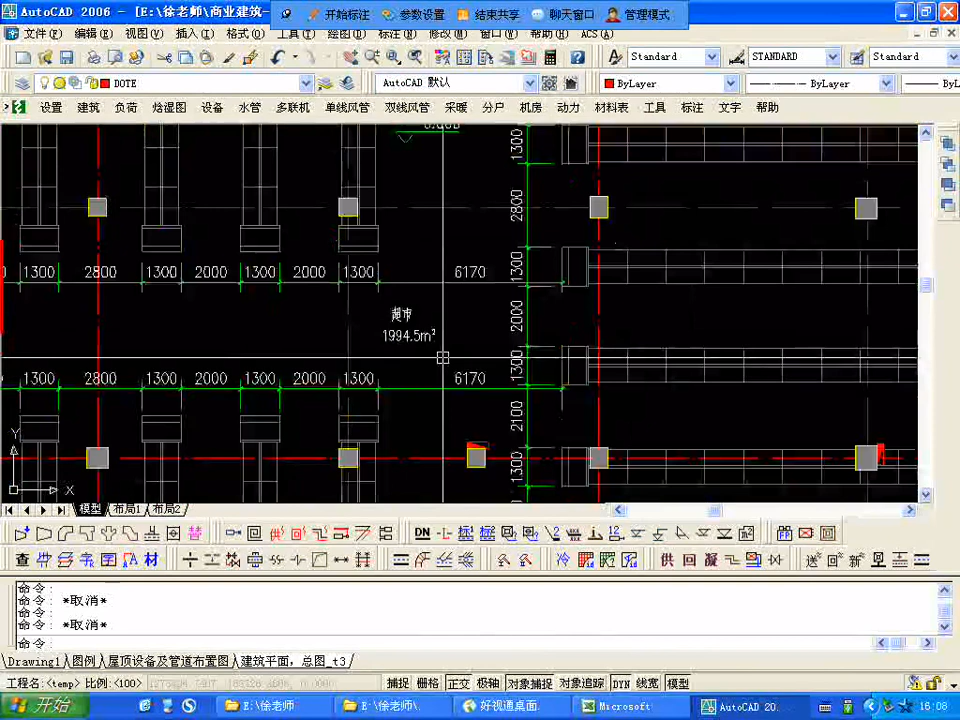 AutoCAD 2006 - [E:\徐老师\商业建筑-
开始标注 参数设置 结束共享 聊天窗口 管理模式
文件(F) 编辑(E) 视图(V) 插入(I) 格式(O) 工具(T) 绘图(D) 标注(N) 修改(M) 窗口(W) 帮助(H) ACS(A)
Standard STANDARD Standard
DOTE AutoCAD 默认 ByLayer ByLayer
设置 建筑 负荷 焓湿图 设备 水管 多联机 单线风管 双线风管 采暖 分户 机房 动力 材料表 工具 标注 文字 帮助
1300
2800
1300 2800 1300 2000 1300 2000 1300 6170
1300
超市
1994.5m²
2000
1300
1300 2800 1300 2000 1300 2000 1300 6170
2100
1300
Y
X
模型 布局1 布局2
DN
查 材 供 回 凝 送 回 新
命令:
*取消*
命令:
命令:
*取消*
命令:
Drawing1 图例 屋顶设备及管道布置图 建筑平面, 总图_t3
工程名:<temp> 比例:<100> 捕捉 栅格 正交 极轴 对象捕捉 对象追踪 DYN 线宽 模型
开始 E:\徐老师 E:\徐老师\. 好视通桌面. Microsoft AutoCAD 20. 16:08